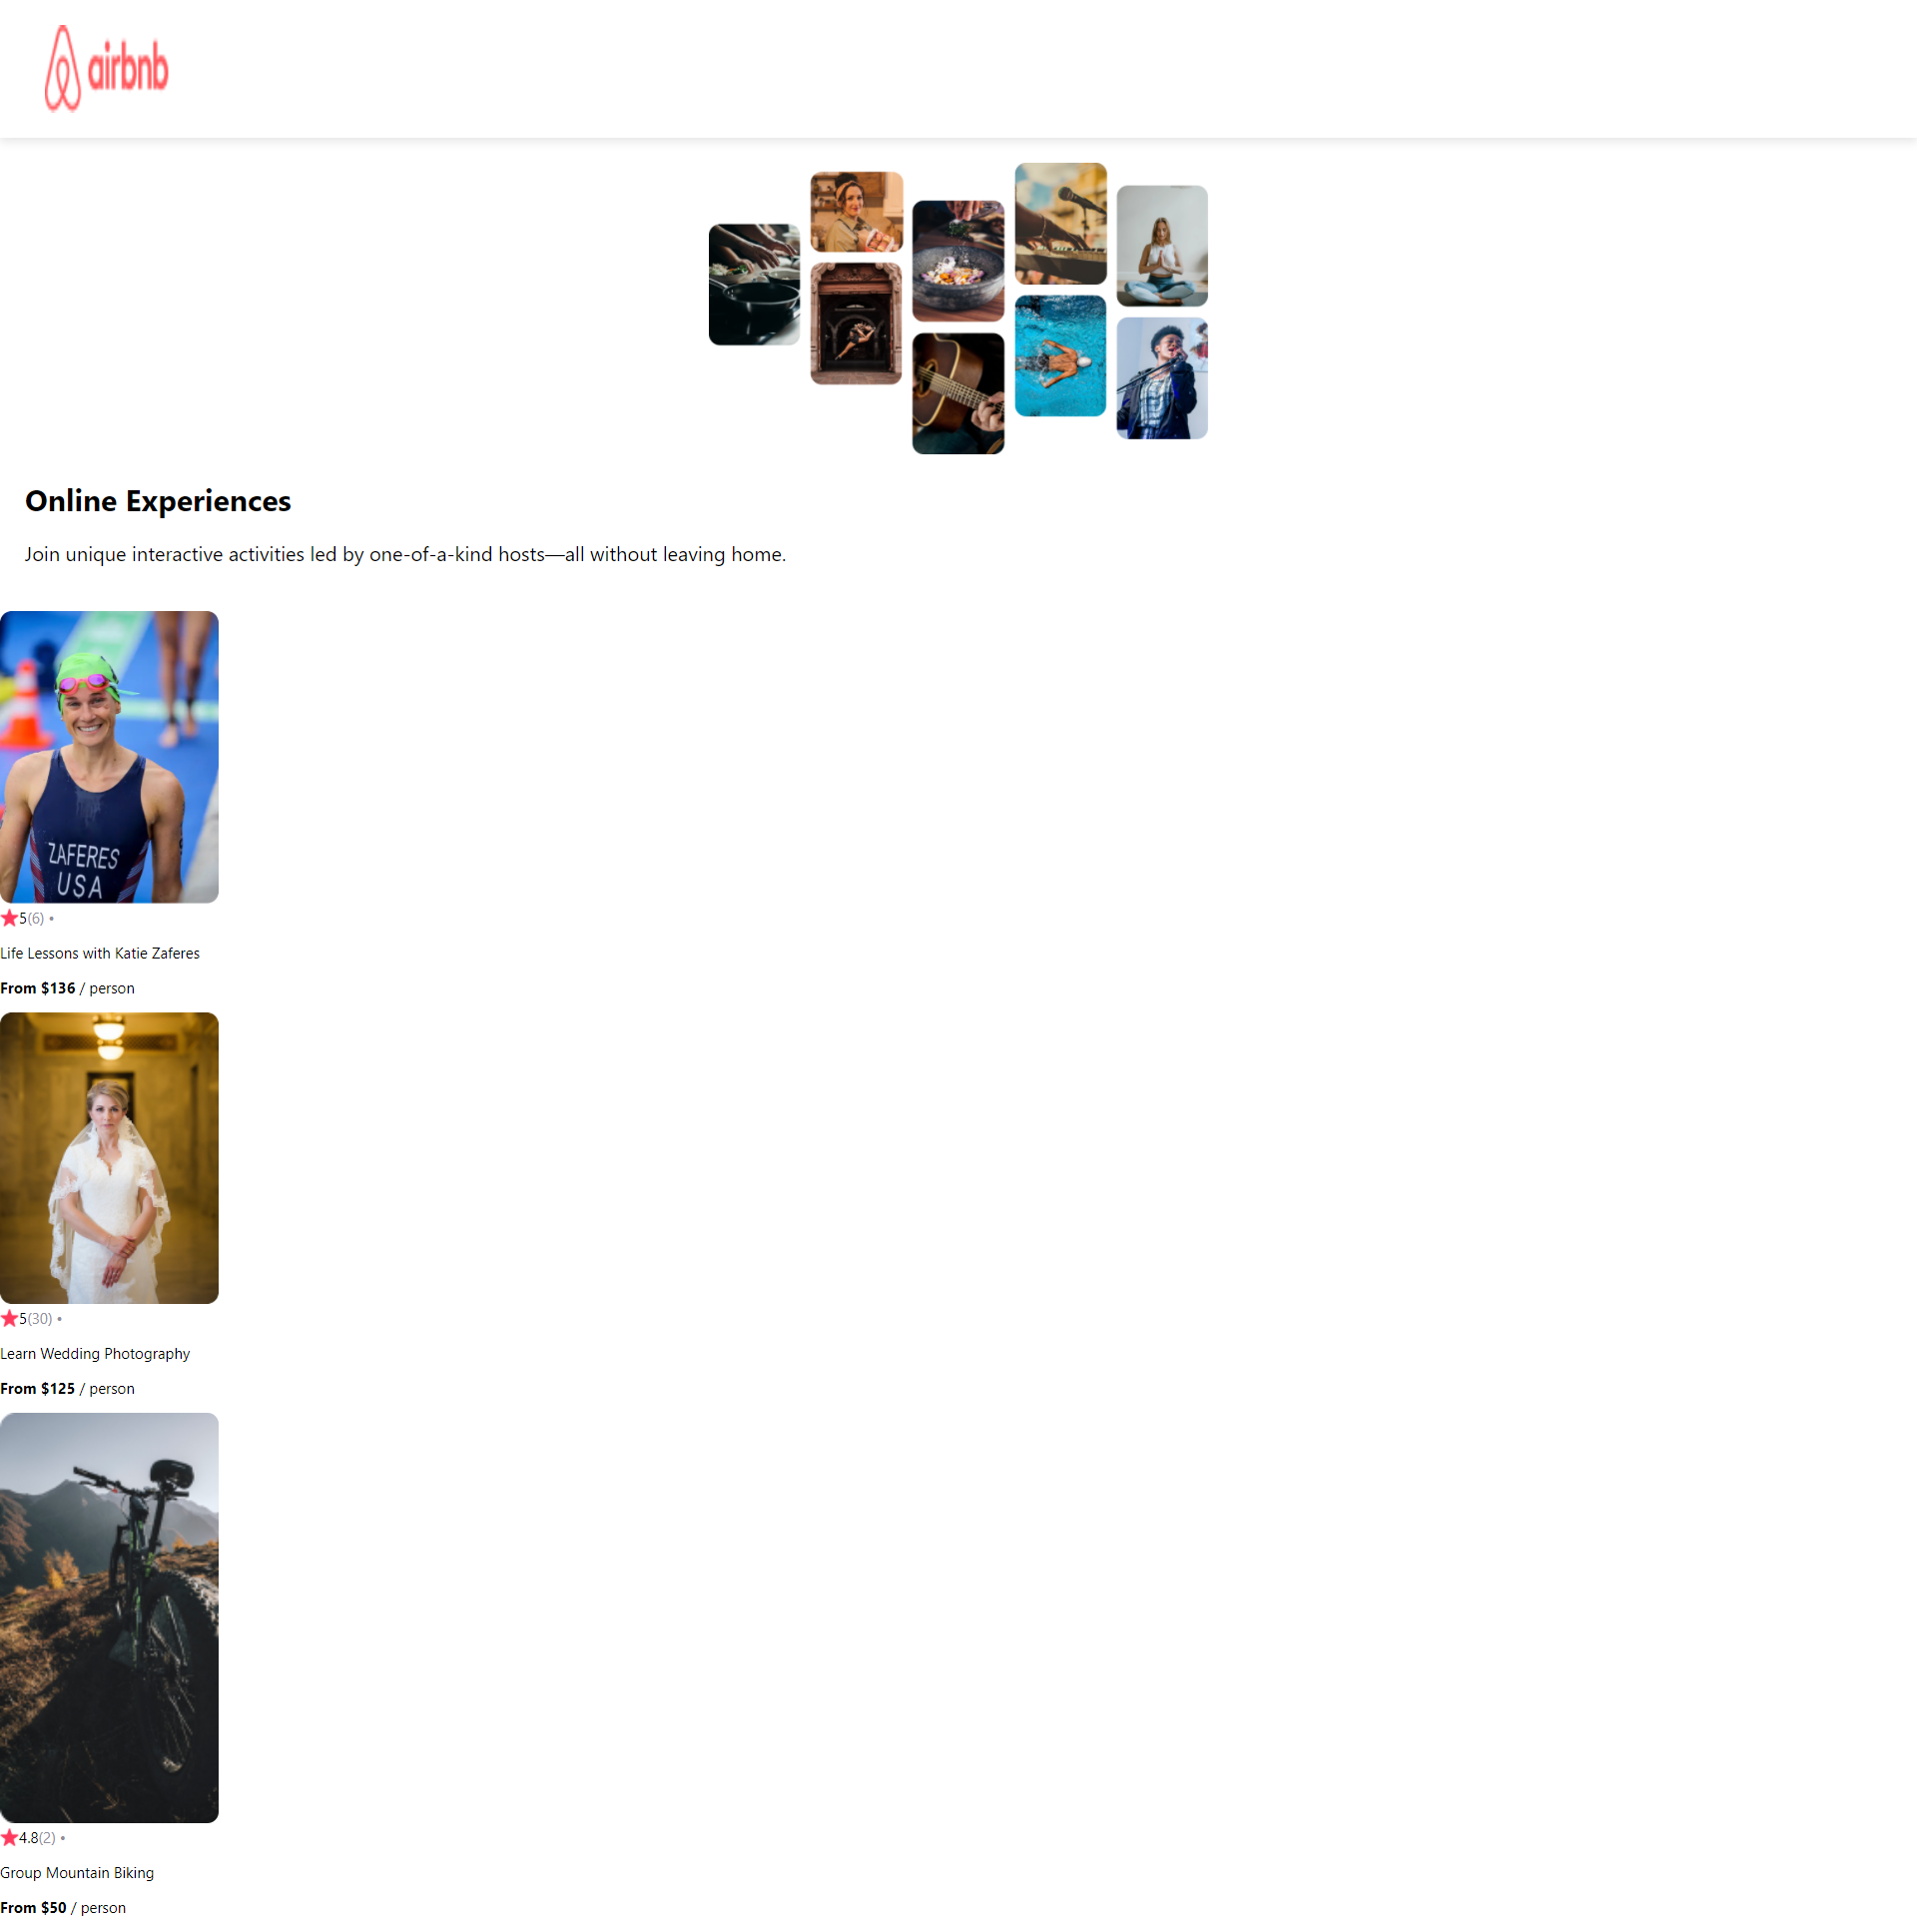 airbnb
Online Experiences
Join unique interactive activities led by one-of-a-kind hosts—all without leaving home.
ZAFERES
USA
5(6) •
Life Lessons with Katie Zaferes
From $136 / person
5(30) •
Learn Wedding Photography
From $125 / person
4.8(2) •
Group Mountain Biking
From $50 / person